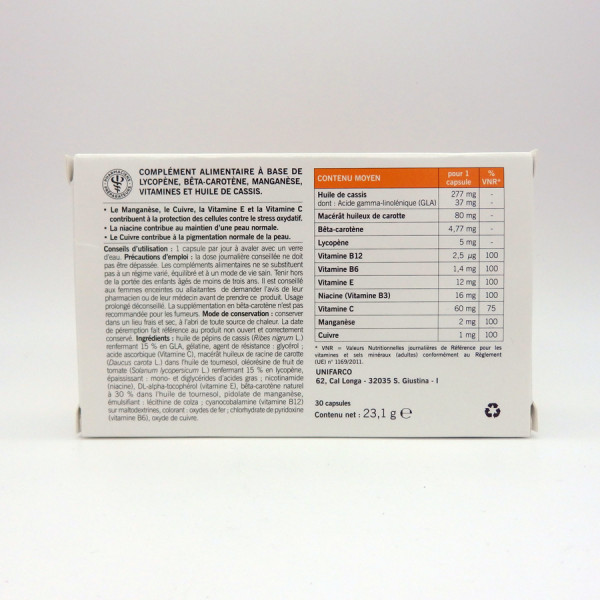 COMPLÉMENT ALIMENTAIRE À BASE DE
LYCOPÈNE, BÊTA-CAROTÈNE, MANGANÈSE,
VITAMINES ET HUILE DE CASSIS.
• Le Manganèse, le Cuivre, la Vitamine E et la Vitamine C
contribuent à la protection des cellules contre le stress oxydatif.
• La niacine contribue au maintien d'une peau normale.
• Le Cuivre contribue à la pigmentation normale de la peau.
Conseils d'utilisation : 1 capsule par jour à avaler avec un verre
d'eau. Précautions d'emploi : la dose journalière conseillée ne doit
pas être dépassée. Les compléments alimentaires ne se substituent
pas à un régime varié, équilibré et à un mode de vie sain. Tenir hors
de la portée des enfants âgés de moins de trois ans. Il est conseillé
aux femmes enceintes ou allaitantes de demander l'avis de leur
pharmacien ou de leur médecin avant de prendre ce produit. Usage
prolongé déconseillé. La supplémentation en bêta-carotène n'est pas
recommandée pour les fumeurs. Mode de conservation : conserver
dans un lieu frais et sec, à l'abri de toute source de chaleur. La date
de péremption fait référence au produit non ouvert et correctement
conservé. Ingrédients : huile de pépins de cassis (Ribes nigrum L.)
renfermant 15 % en GLA, gélatine, agent de résistance : glycérol ;
acide ascorbique (Vitamine C), macérât huileux de racine de carotte
(Daucus carota L.) dans l'huile de tournesol, oléorésine de fruit de
tomate (Solanum lycopersicum L.) renfermant 15 % en lycopène,
épaississant : mono- et diglycérides d'acides gras ; nicotinamide
(niacine), DL-alpha-tocophérol (vitamine E), bêta-carotène naturel
à 30 % dans l'huile de tournesol, pidolate de manganèse,
émulsifiant : lécithine de colza ; cyanocobalamine (vitamine B12)
sur maltodextrines, colorant : oxydes de fer ; chlorhydrate de pyridoxine
(vitamine B6), oxyde de cuivre.
CONTENU MOYEN pour 1 capsule % VNR*
Huile de cassis 277 mg -
dont : Acide gamma-linolénique (GLA) 37 mg -
Macérât huileux de carotte 80 mg -
Bêta-carotène 4,77 mg -
Lycopène 5 mg -
Vitamine B12 2,5 µg 100
Vitamine B6 1,4 mg 100
Vitamine E 12 mg 100
Niacine (Vitamine B3) 16 mg 100
Vitamine C 60 mg 75
Manganèse 2 mg 100
Cuivre 1 mg 100
* VNR = Valeurs Nutritionnelles journalières de Référence pour les
vitamines et sels minéraux (adultes) conformément au Règlement
(UE) n° 1169/2011.
UNIFARCO
62, Cal Longa - 32035 S. Giustina - I
30 capsules
Contenu net : 23,1 g ℮